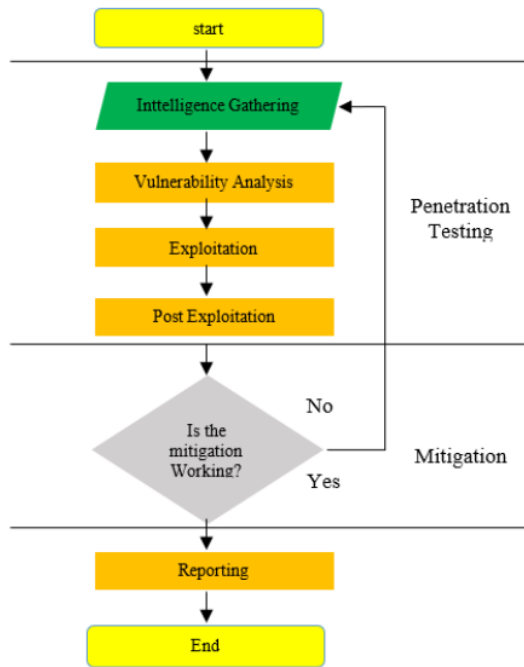 start
Inttelligence Gathering
Vulnerability Analysis
Penetration
Testing
Exploitation
Post Exploitation
No
Is the
mitigation
Working?
Mitigation
Yes
Reporting
End